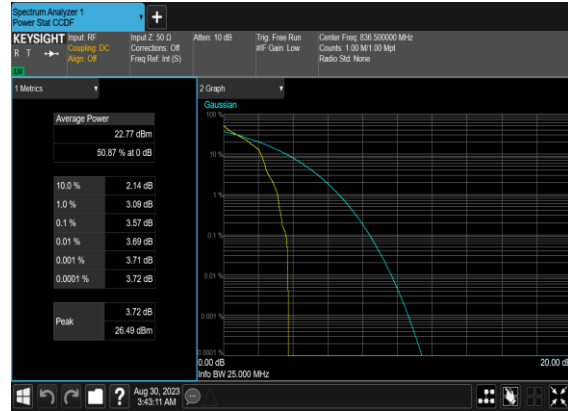 Spectrum Analyzer 1
Power Stat CCDF
KEYSIGHT
R T
LXI
Input: RF
Coupling: DC
Align: Off
Input Z: 50 Ω
Corrections: Off
Freq Ref: Int (S)
Atten: 10 dB
Trig: Free Run
#IF Gain: Low
Center Freq: 836.500000 MHz
Counts: 1.00 M/1.00 Mpt
Radio Std: None
1 Metrics
Average Power
22.77 dBm
50.87 % at 0 dB
10.0 % 2.14 dB
1.0 % 3.09 dB
0.1 % 3.57 dB
0.01 % 3.69 dB
0.001 % 3.71 dB
0.0001 % 3.72 dB
Peak
3.72 dB
26.49 dBm
2 Graph
Gaussian
100 %
10 %
1 %
0.1 %
0.01 %
0.001 %
0.0001 %
0.00 dB
20.00 dB
Info BW 25.000 MHz
?
Aug 30, 2023
3:43:11 AM